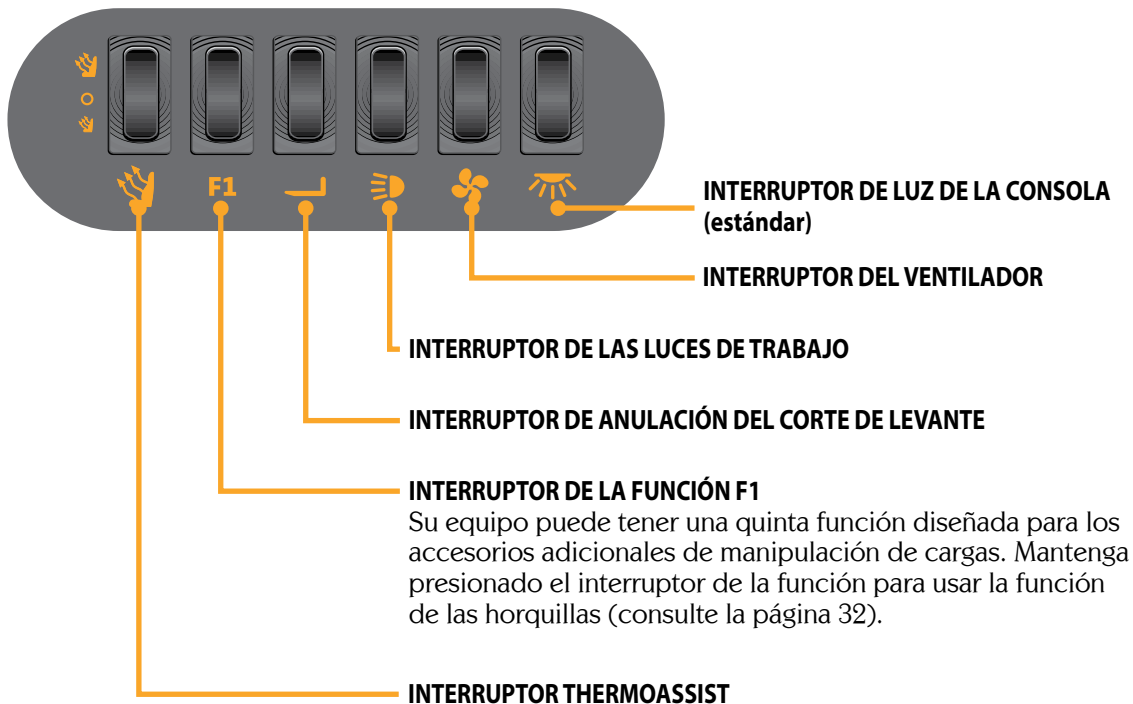 F1
INTERRUPTOR DE LUZ DE LA CONSOLA
(estándar)
INTERRUPTOR DEL VENTILADOR
INTERRUPTOR DE LAS LUCES DE TRABAJO
INTERRUPTOR DE ANULACIÓN DEL CORTE DE LEVANTE
INTERRUPTOR DE LA FUNCIÓN F1
Su equipo puede tener una quinta función diseñada para los
accesorios adicionales de manipulación de cargas. Mantenga
presionado el interruptor de la función para usar la función
de las horquillas (consulte la página 32).
INTERRUPTOR THERMOASSIST